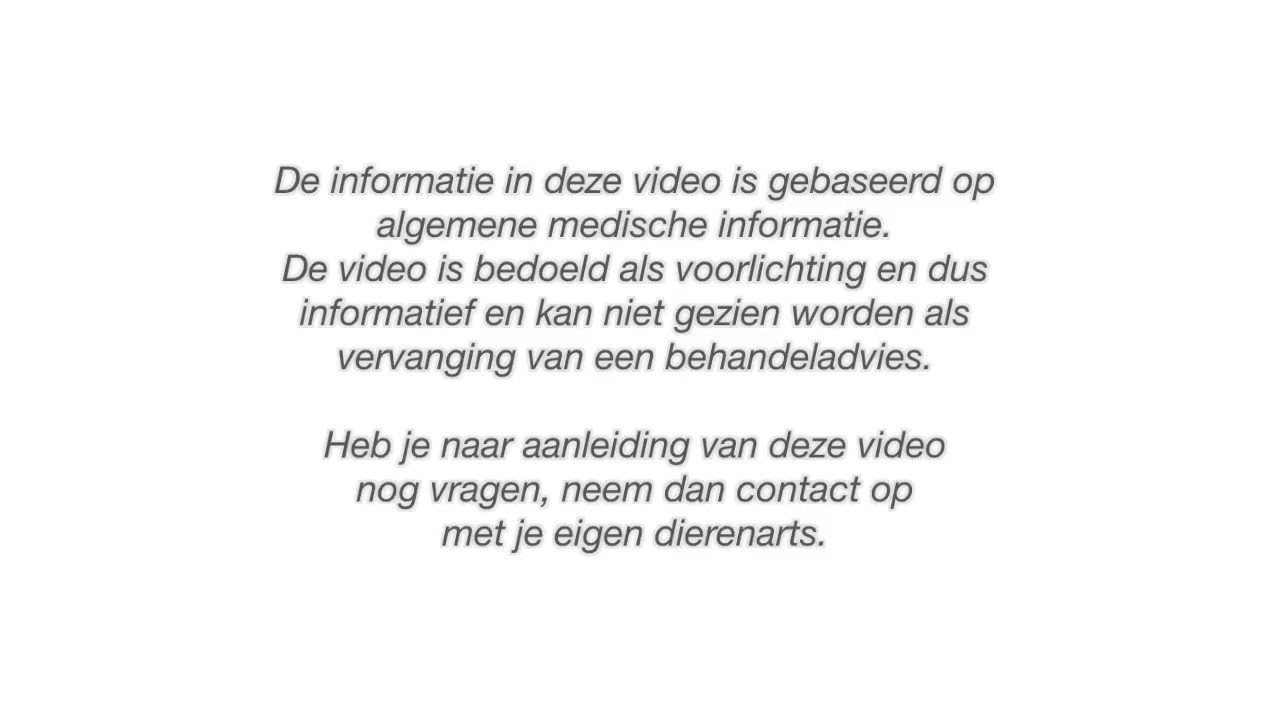 De informatie in deze video is gebaseerd op
algemene medische informatie.
De video is bedoeld als voorlichting en dus
informatief en kan niet gezien worden als
vervanging van een behandeladvies.
Heb je naar aanleiding van deze video
nog vragen, neem dan contact op
met je eigen dierenarts.